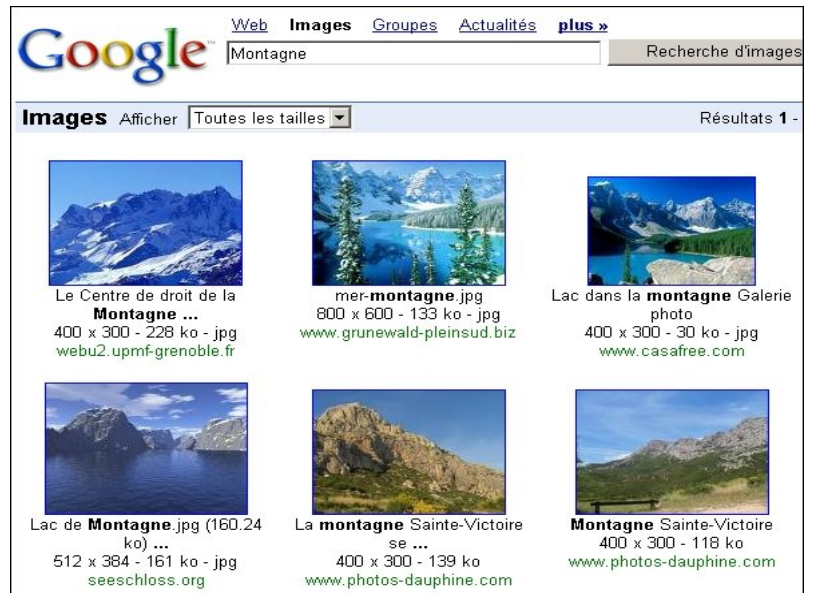 Web Images Groupes Actualités plus »
Google™
Montagne
Recherche d'images
Images Afficher Toutes les tailles Résultats 1 -
Le Centre de droit de la
Montagne ...
400 x 300 - 228 ko - jpg
webu2.upmf-grenoble.fr
mer-montagne.jpg
800 x 600 - 133 ko - jpg
www.grunewald-pleinsud.biz
Lac dans la montagne Galerie
photo
400 x 300 - 30 ko - jpg
www.casafree.com
Lac de Montagne.jpg (160.24
ko) ...
512 x 384 - 161 ko - jpg
seeschloss.org
La montagne Sainte-Victoire
se ...
400 x 300 - 139 ko
www.photos-dauphine.com
Montagne Sainte-Victoire
400 x 300 - 118 ko
www.photos-dauphine.com